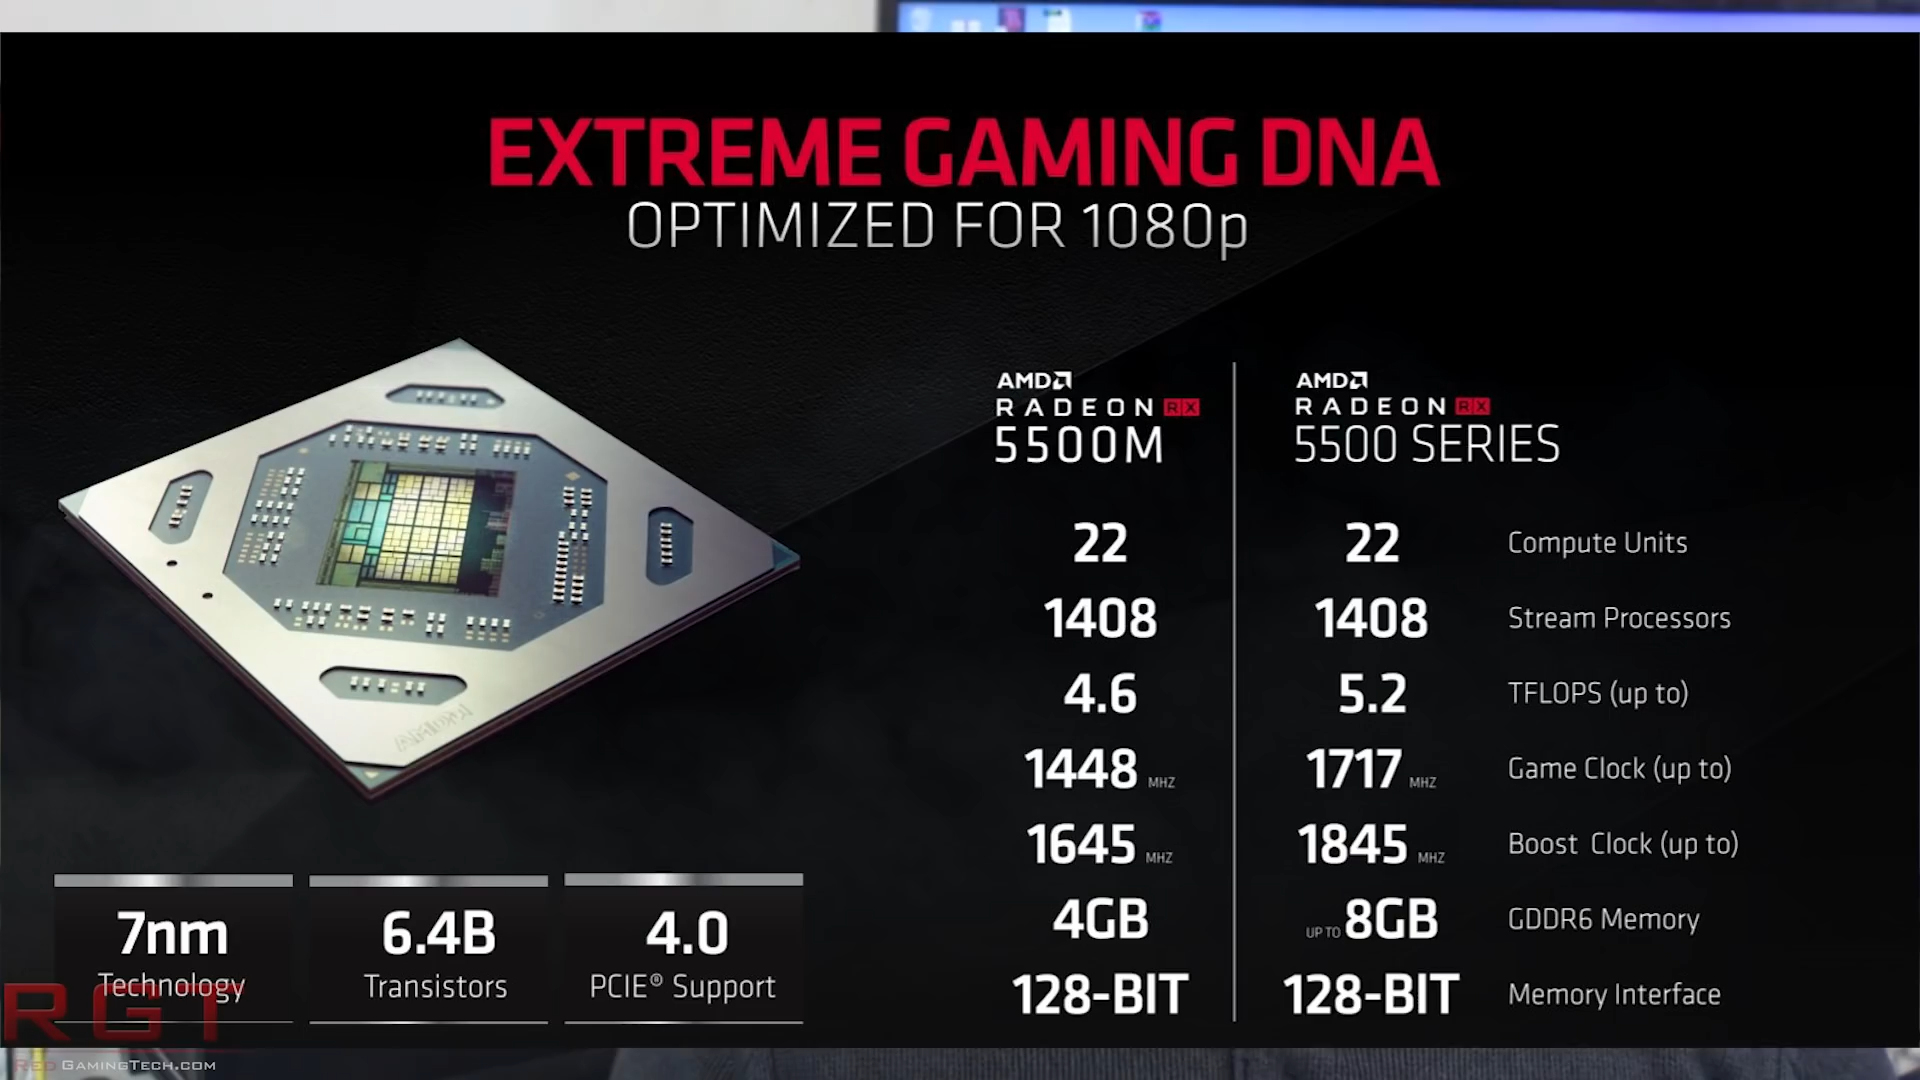 EXTREME GAMING DNA
OPTIMIZED FOR 1080p
AMD
RADEON RX
5500M
AMD
RADEON RX
5500 SERIES
22 22 Compute Units
1408 1408 Stream Processors
4.6 5.2 TFLOPS (up to)
1448 MHZ 1717 MHZ Game Clock (up to)
1645 MHZ 1845 MHZ Boost Clock (up to)
4GB UP TO 8GB GDDR6 Memory
128-BIT 128-BIT Memory Interface
7nm
Technology
6.4B
Transistors
4.0
PCIE® Support
AMD
RGT
RED GAMINGTECH.COM